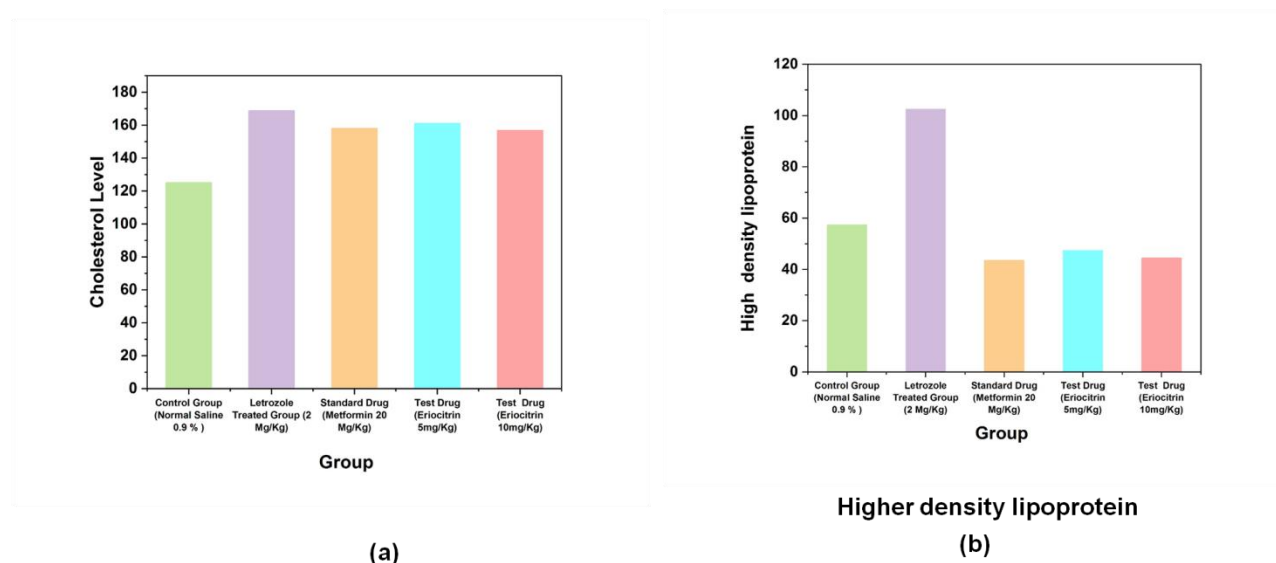 Cholesterol Level
180
160
140
120
100
80
60
40
20
0
Control Group
(Normal Saline
0.9 % )
Letrozole
Treated Group (2
Mg/Kg)
Standard Drug
(Metformin 20
Mg/Kg)
Test Drug
(Eriocitrin
5mg/Kg)
Test Drug
(Eriocitrin
10mg/Kg)
Group
(a)
High density lipoprotein
120
100
80
60
40
20
0
Control Group
(Normal Saline
0.9 % )
Letrozole
Treated Group
(2 Mg/Kg)
Standard Drug
(Metformin 20
Mg/Kg)
Test Drug
(Eriocitrin
5mg/Kg)
Test Drug
(Eriocitrin
10mg/Kg)
Group
Higher density lipoprotein
(b)